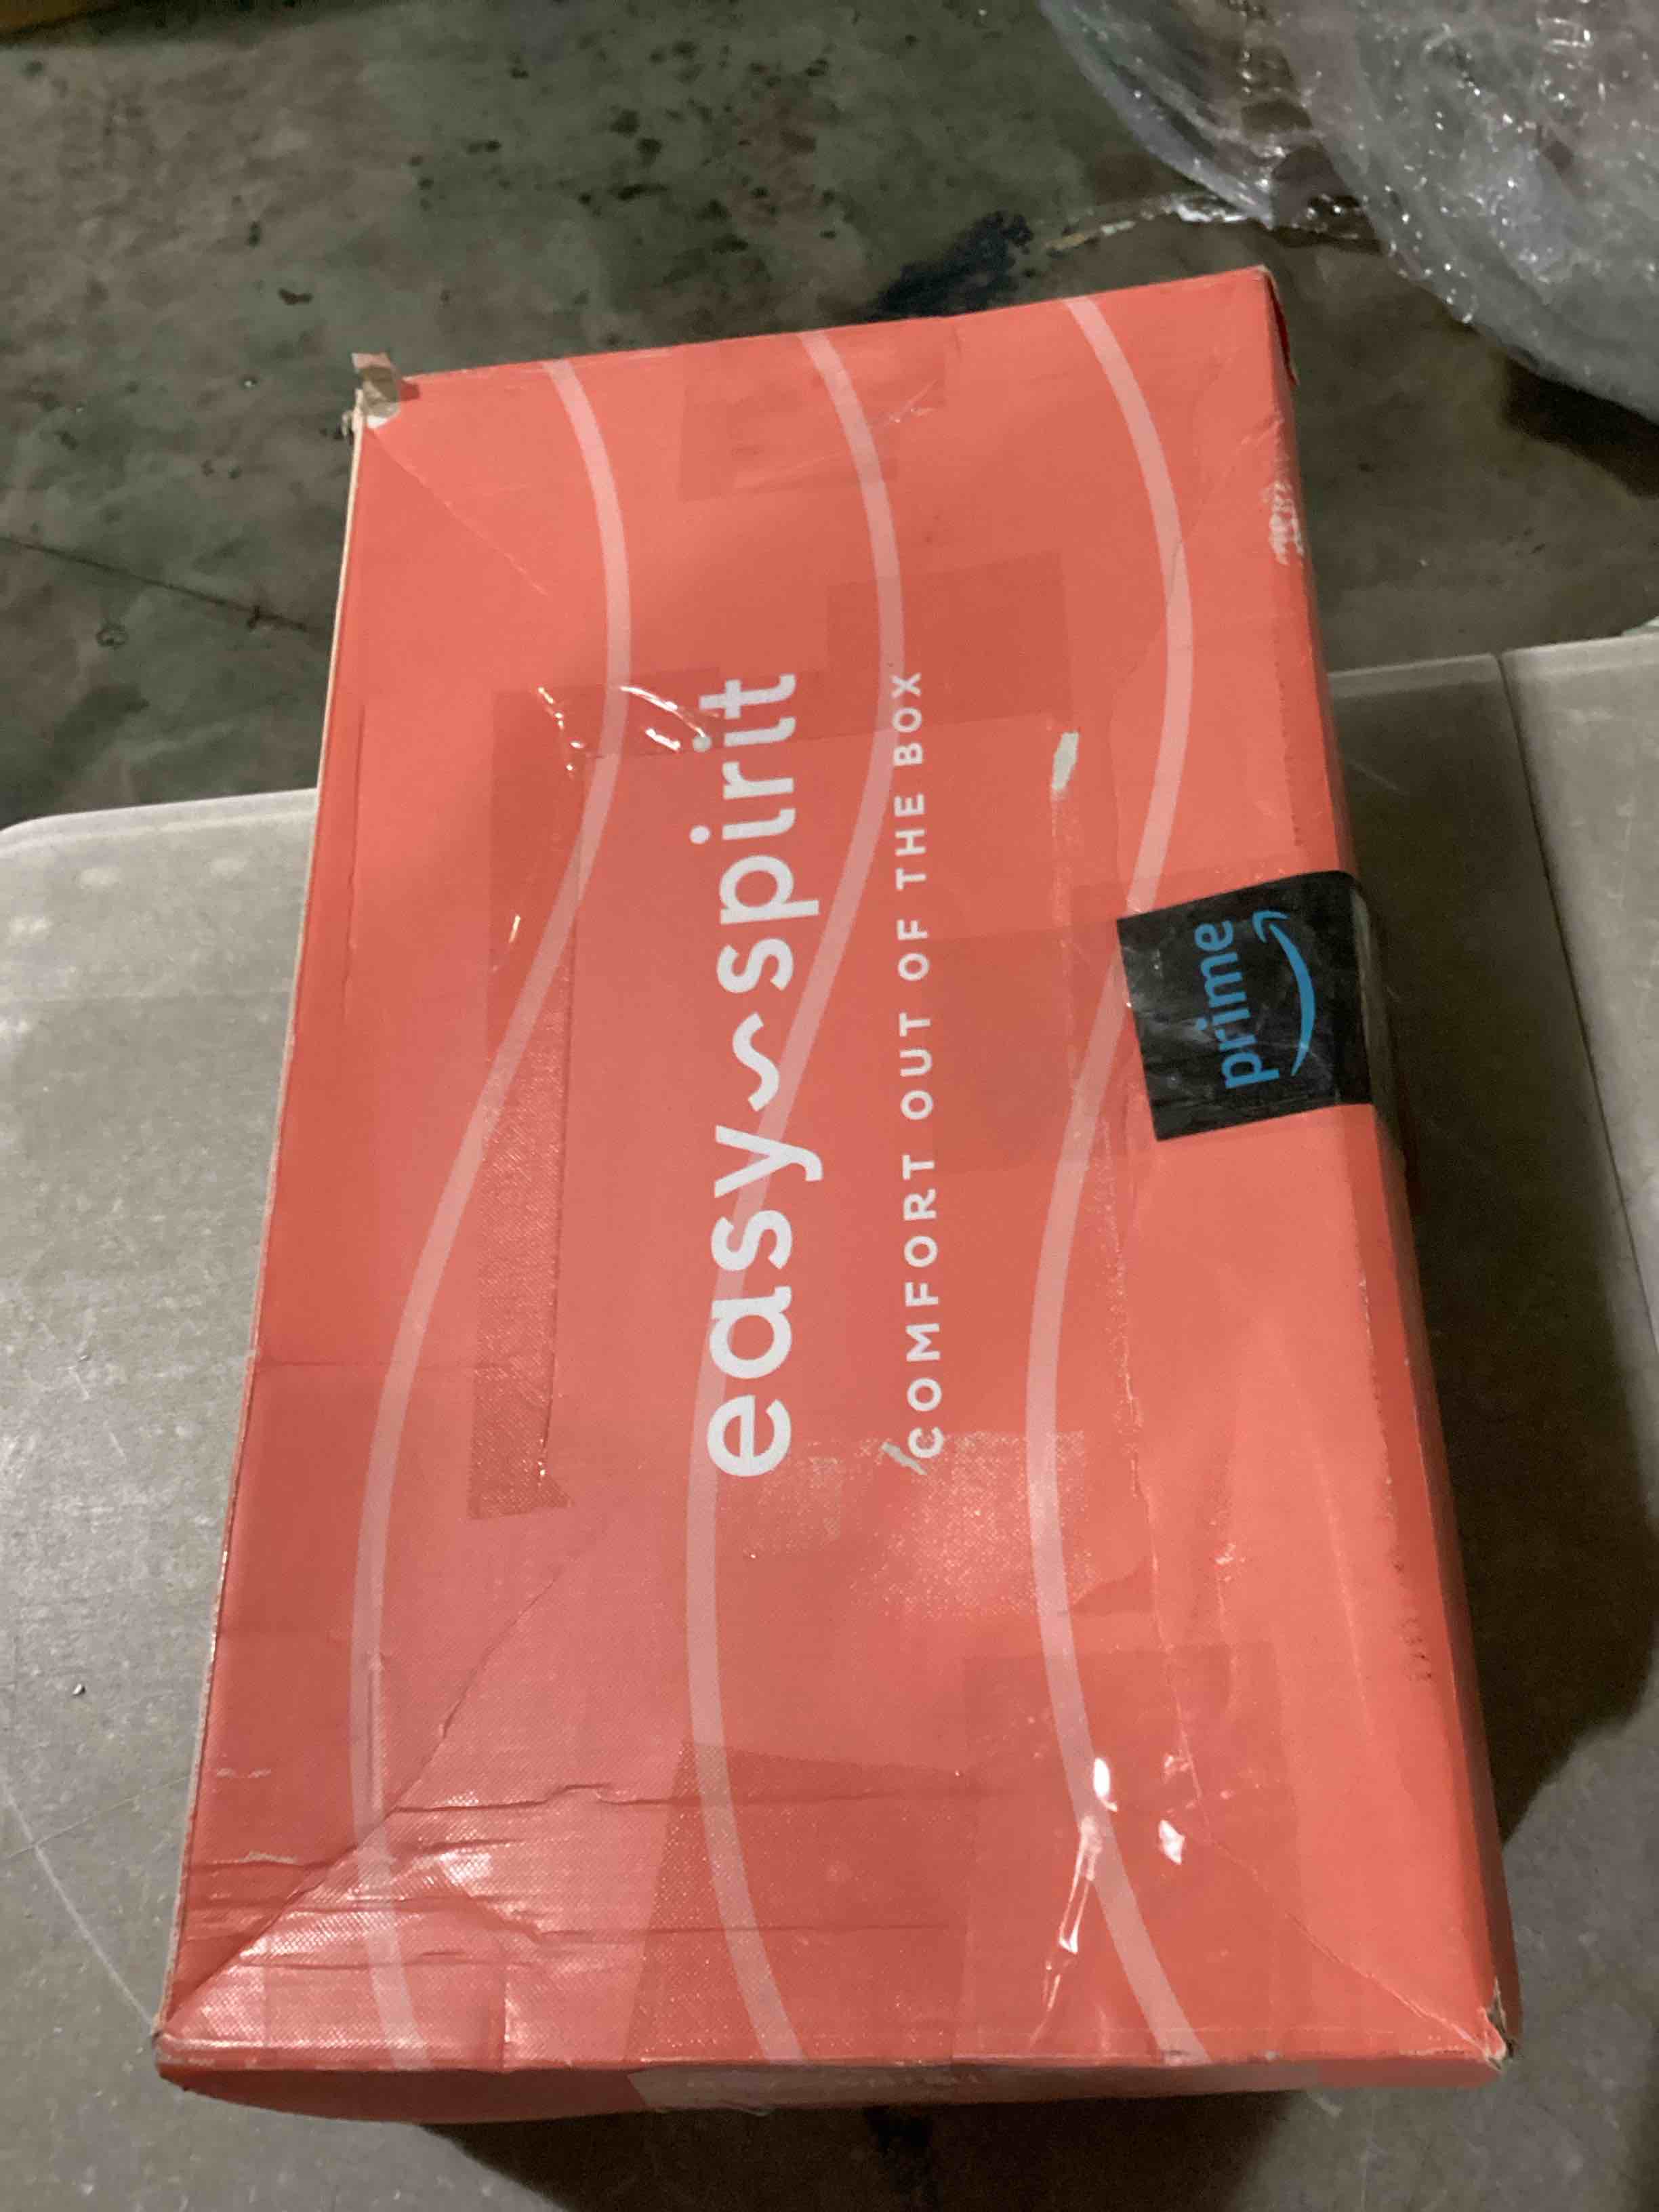 easy spirit
COMFORT OUT OF THE BOX
prime